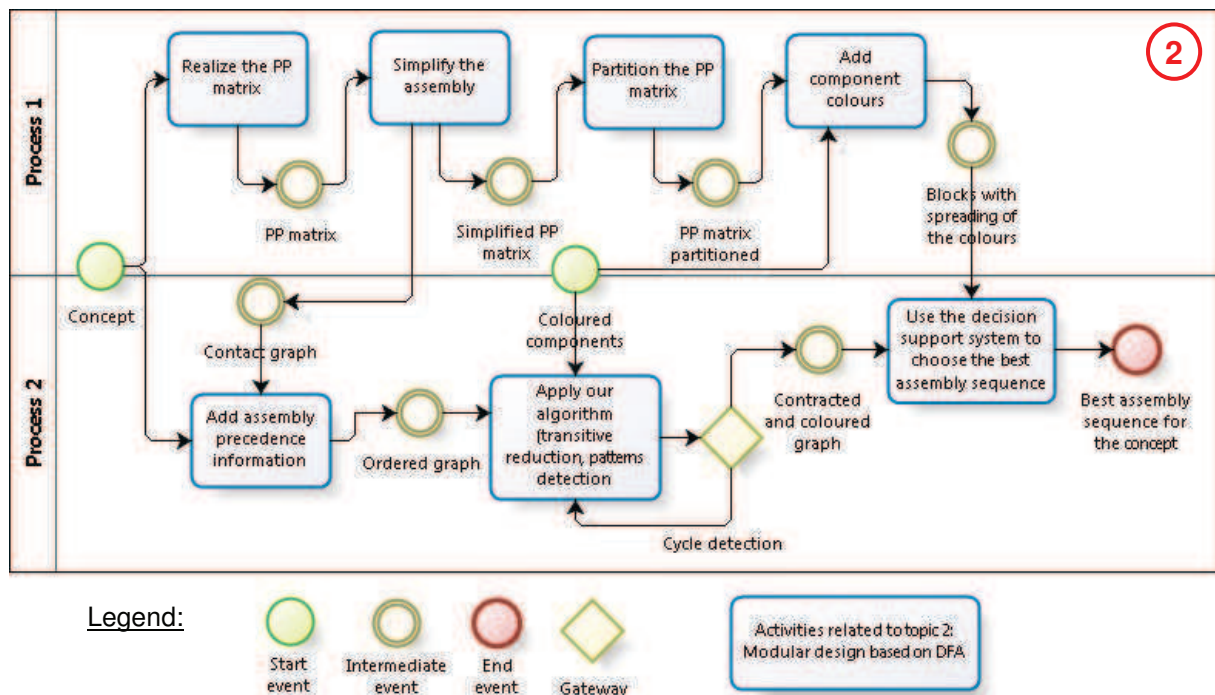 2
Process 1
Realize the PP
matrix
Simplify the
assembly
Partition the PP
matrix
Add
component
colours
PP matrix
Simplified PP
matrix
PP matrix
partitioned
Blocks with
spreading of
the colours
Concept
Process 2
Contact graph
Coloured
components
Add assembly
precedence
information
Ordered graph
Apply our
algorithm
(transitive
reduction, patterns
detection
Cycle detection
Contracted
and coloured
graph
Use the decision
support system to
choose the best
assembly sequence
Best assembly
sequence for
the concept
Legend:
Start
event
Intermediate
event
End
event
Gateway
Activities related to topic 2:
Modular design based on DFA